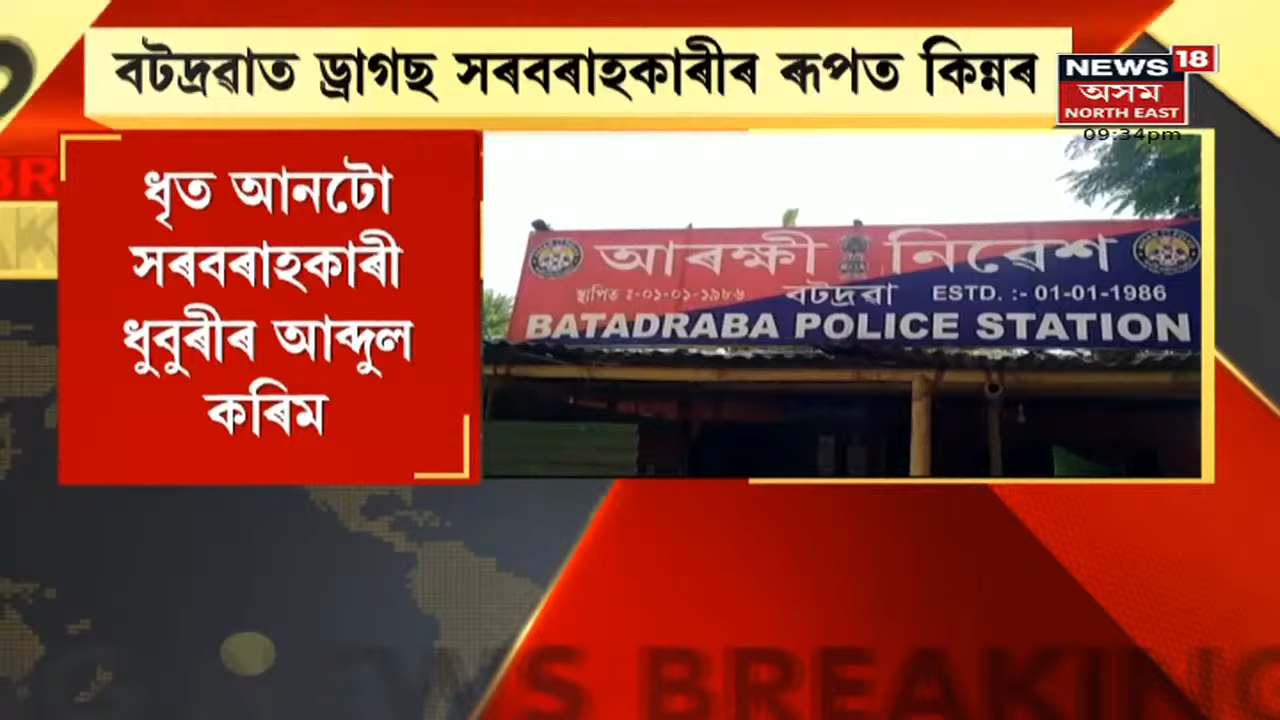 বটদ্ৰৱাত ড্ৰাগছ সৰবৰাহকাৰীৰ ৰূপত কিন্নৰ
NEWS 18
অসম
NORTH EAST
09:34pm
ধৃত আনটো
সৰবৰাহকাৰী
ধুবুৰীৰ আব্দুল
কৰিম
আৰক্ষী নিৱেশ
স্থাপিত ঃ-০১-০১-১৯৮৬ বটদ্ৰৱা ESTD. :- 01-01-1986
BATADRABA POLICE STATION
NEWS BREAKING